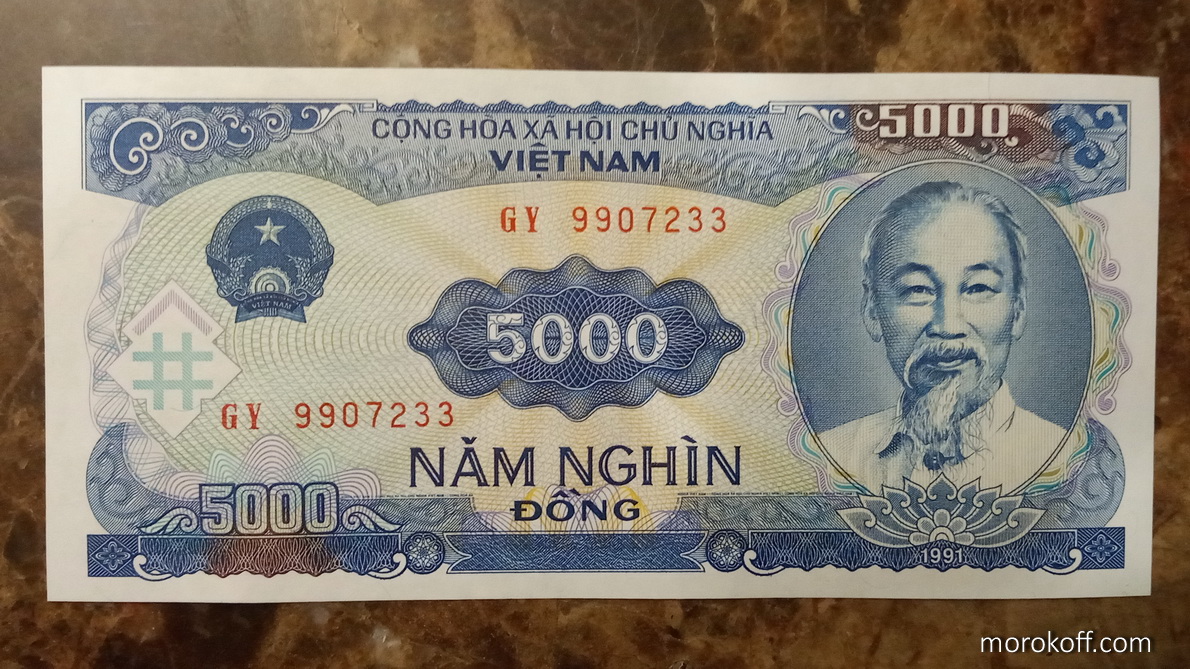 CỘNG HÒA XÃ HỘI CHỦ NGHĨA
VIỆT NAM
5000
GY 9907233
VIỆT NAM
5000
GY 9907233
NĂM NGHÌN
ĐỒNG
5000
1991
morokoff.com